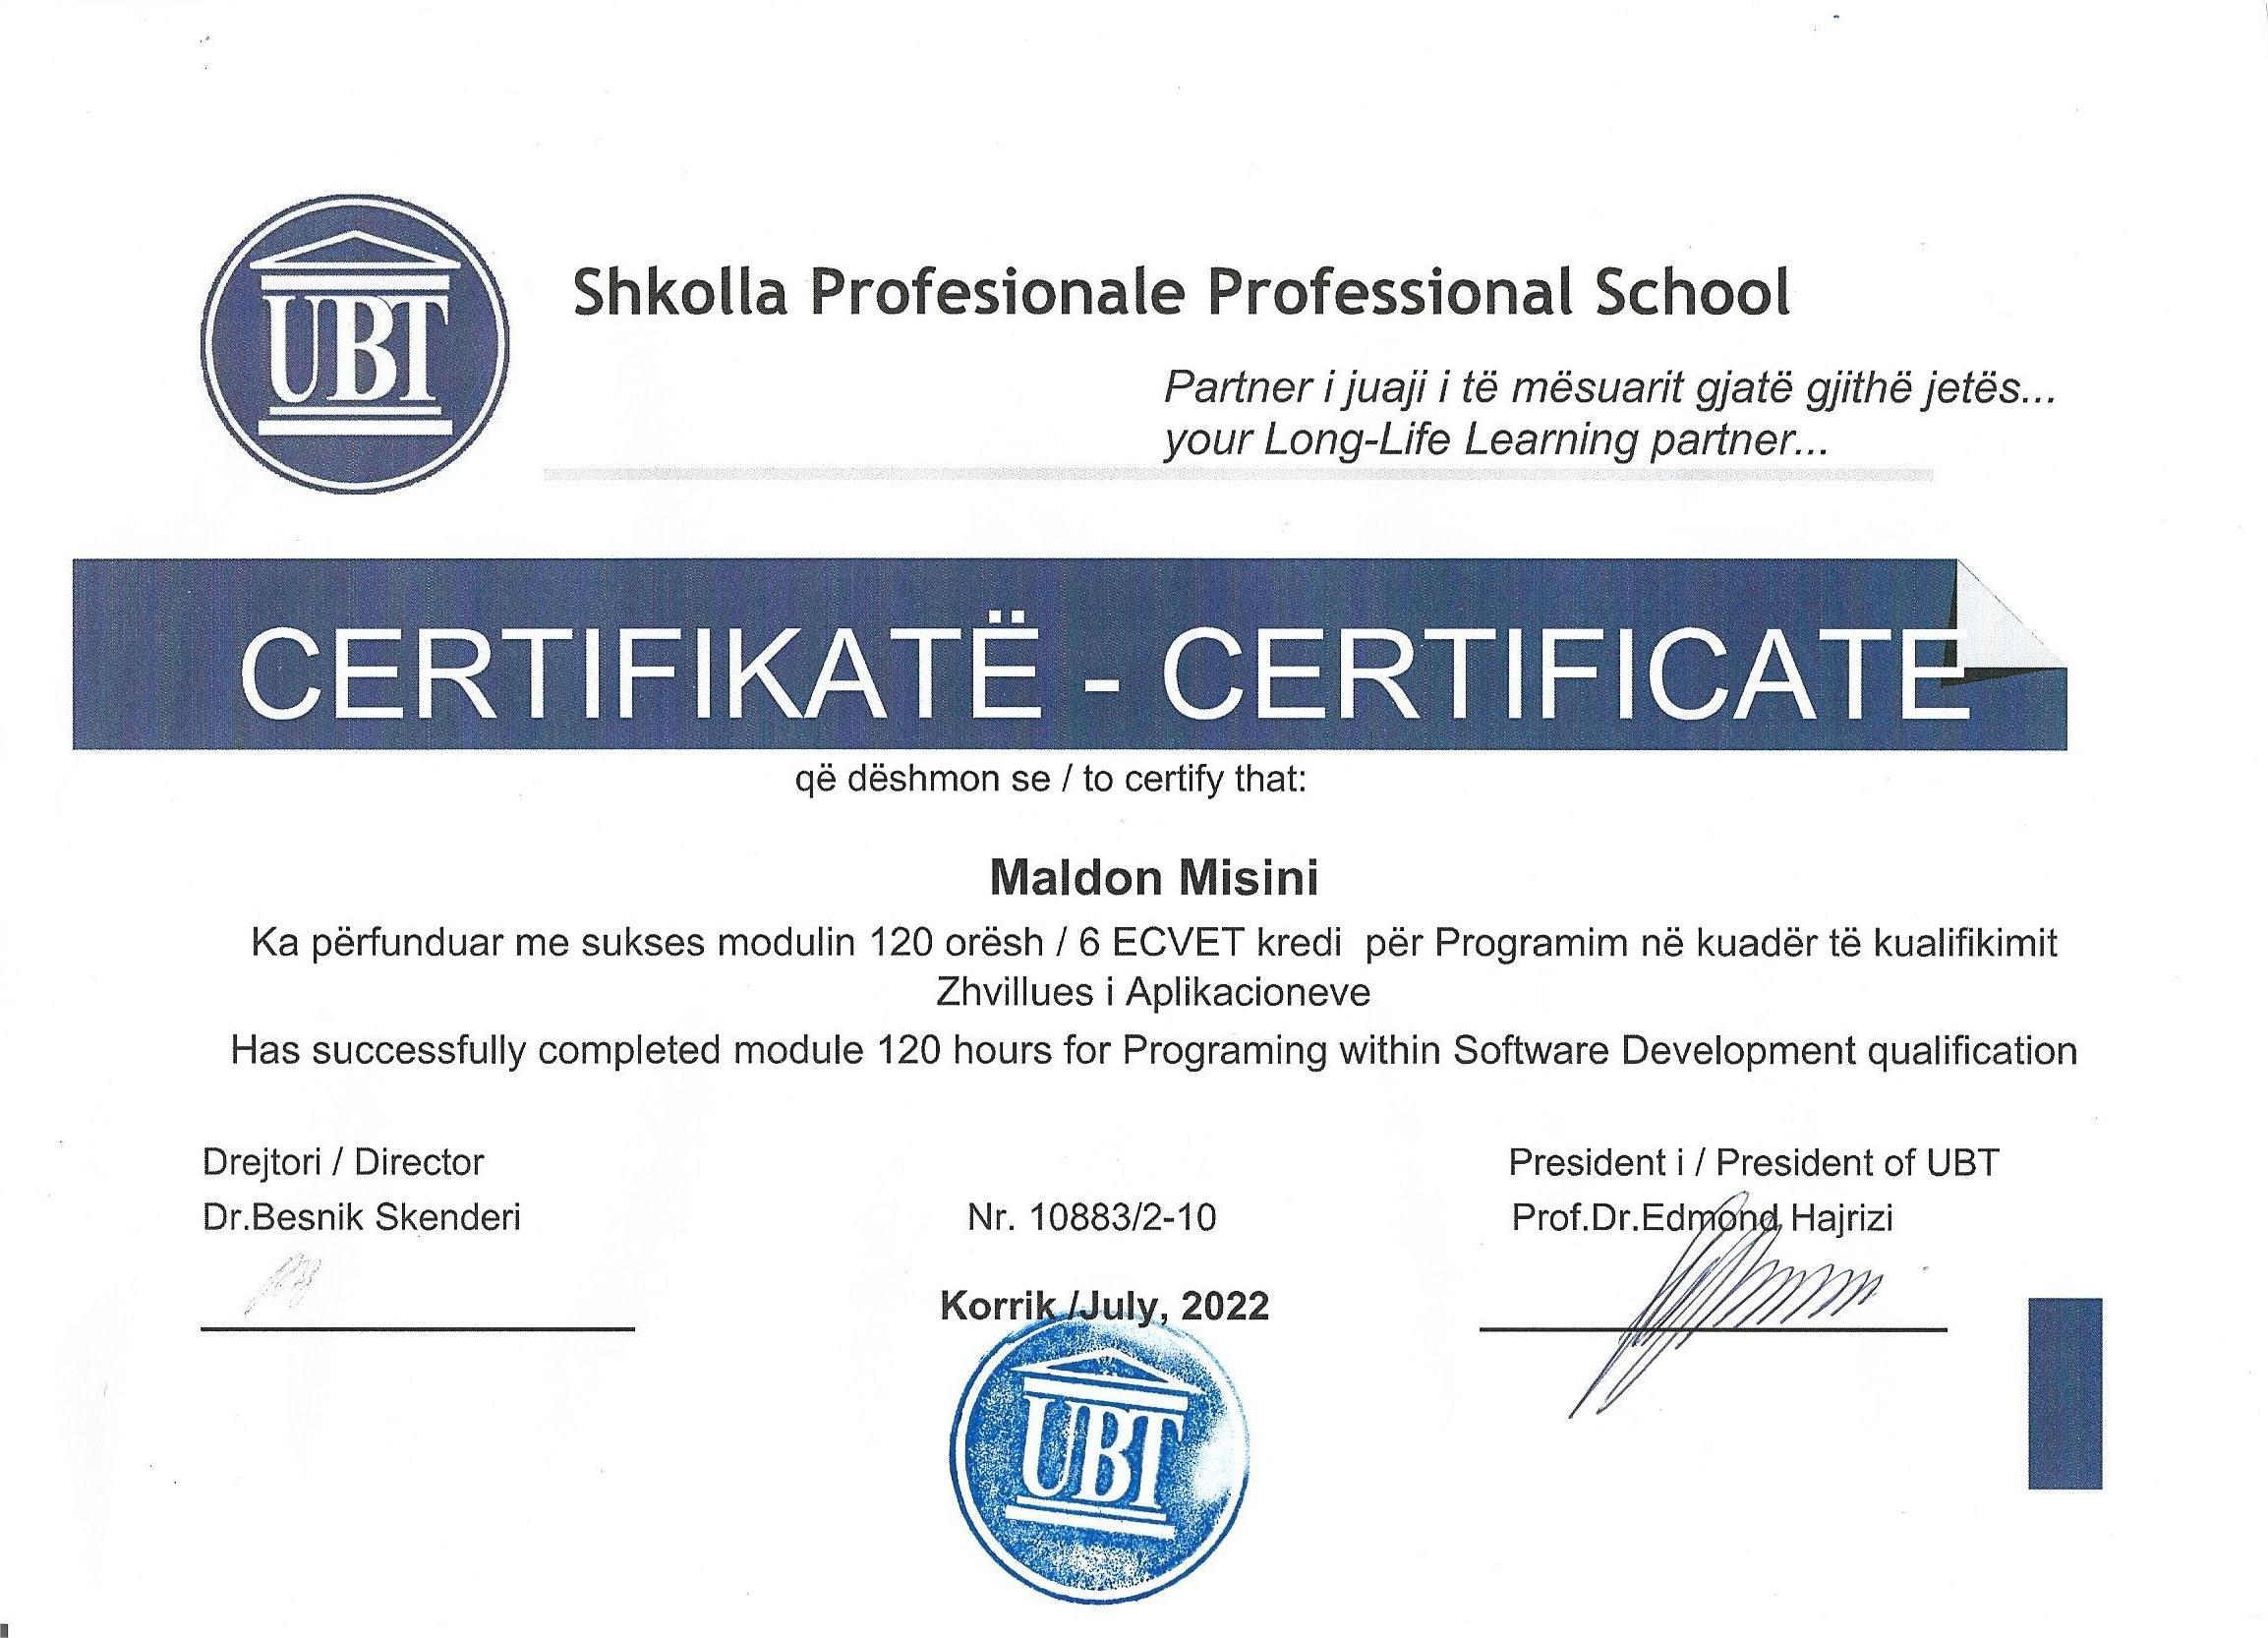 UBT
Shkolla Profesionale Professional School
Partner i juaji i të mësuarit gjatë gjithë jetës...
your Long-Life Learning partner...
CERTIFIKATË - CERTIFICATE
që dëshmon se / to certify that:
Maldon Misini
Ka përfunduar me sukses modulin 120 orësh / 6 ECVET kredi për Programim në kuadër të kualifikimit
Zhvillues i Aplikacioneve
Has successfully completed module 120 hours for Programing within Software Development qualification
Drejtori / Director
President i / President of UBT
Dr.Besnik Skenderi
Nr. 10883/2-10
Prof.Dr.Edmond Hajrizi
Korrik /July, 2022
UBT